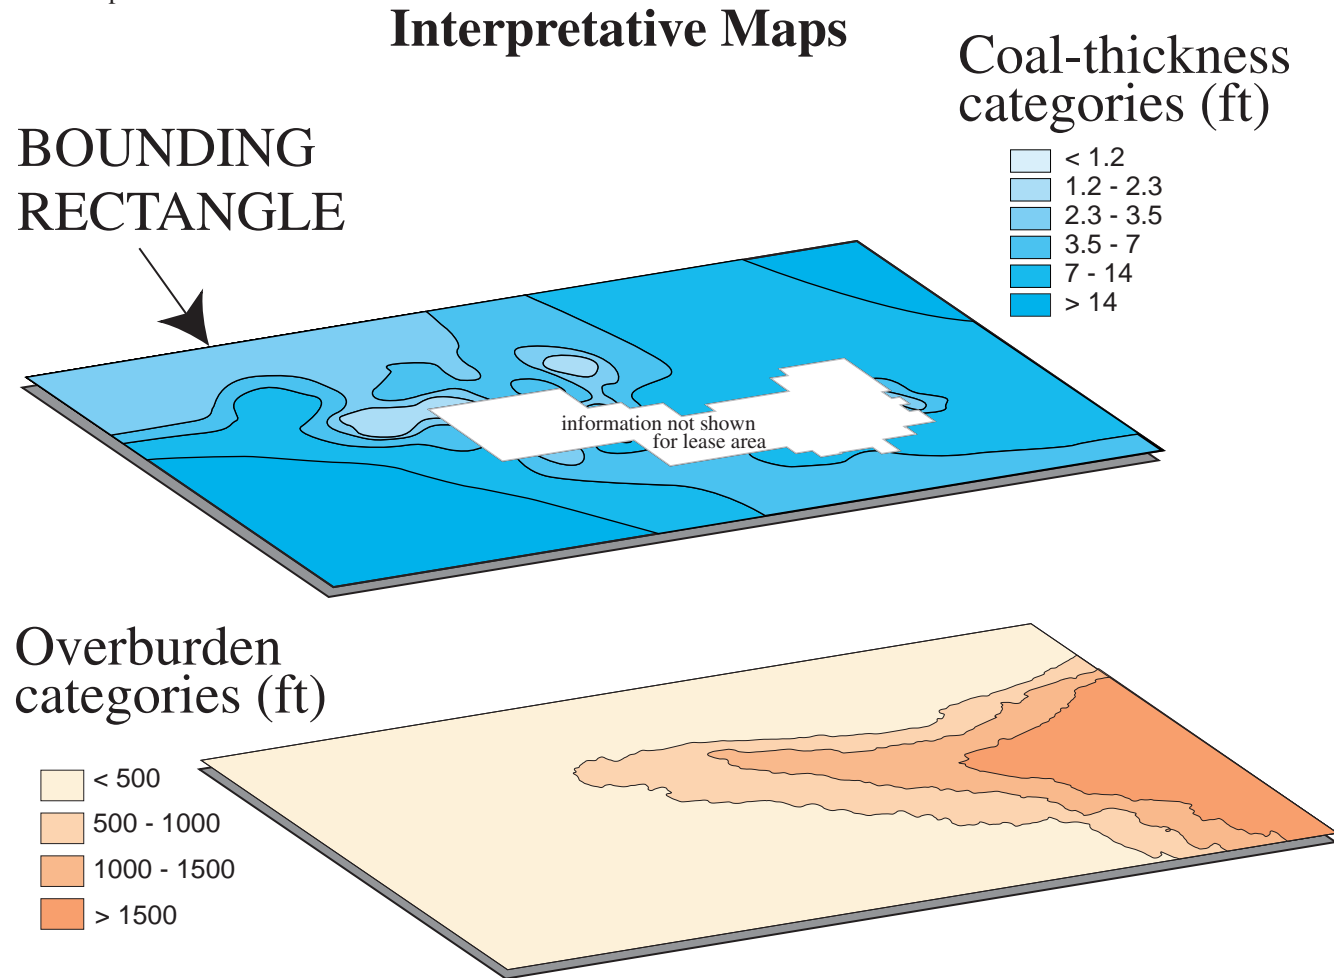 Interpretative Maps
Coal-thickness
categories (ft)
< 1.2
1.2 - 2.3
2.3 - 3.5
3.5 - 7
7 - 14
> 14
BOUNDING
RECTANGLE
information not shown
for lease area
Overburden
categories (ft)
< 500
500 - 1000
1000 - 1500
> 1500